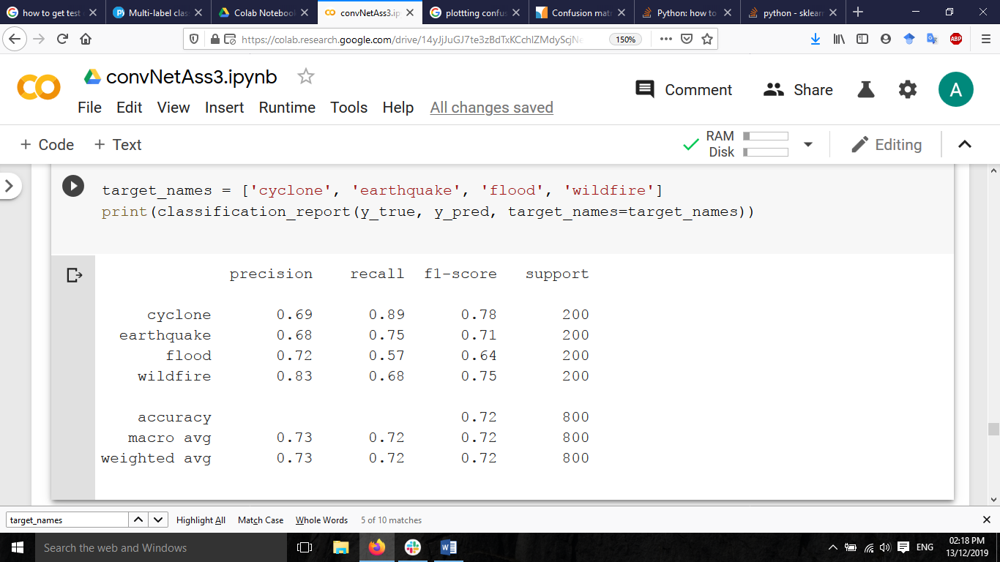 how to get test
Multi-label clas
Colab Notebook
convNetAss3.ip
plottting confus
Confusion mat
Python: how to
python - sklearn
https://colab.research.google.com/drive/14yJjJuGJ7te3zBdTxKCchlZMdyScjNe
150%
ABP
convNetAss3.ipynb
Comment
Share
A
File Edit View Insert Runtime Tools Help All changes saved
+ Code + Text
RAM
Disk
Editing
target_names = ['cyclone', 'earthquake', 'flood', 'wildfire']
print(classification_report(y_true, y_pred, target_names=target_names))
precision recall f1-score support
cyclone 0.69 0.89 0.78 200
earthquake 0.68 0.75 0.71 200
flood 0.72 0.57 0.64 200
wildfire 0.83 0.68 0.75 200
accuracy 0.72 800
macro avg 0.73 0.72 0.72 800
weighted avg 0.73 0.72 0.72 800
target_names Highlight All Match Case Whole Words 5 of 10 matches
Search the web and Windows
ENG
02:18 PM
13/12/2019